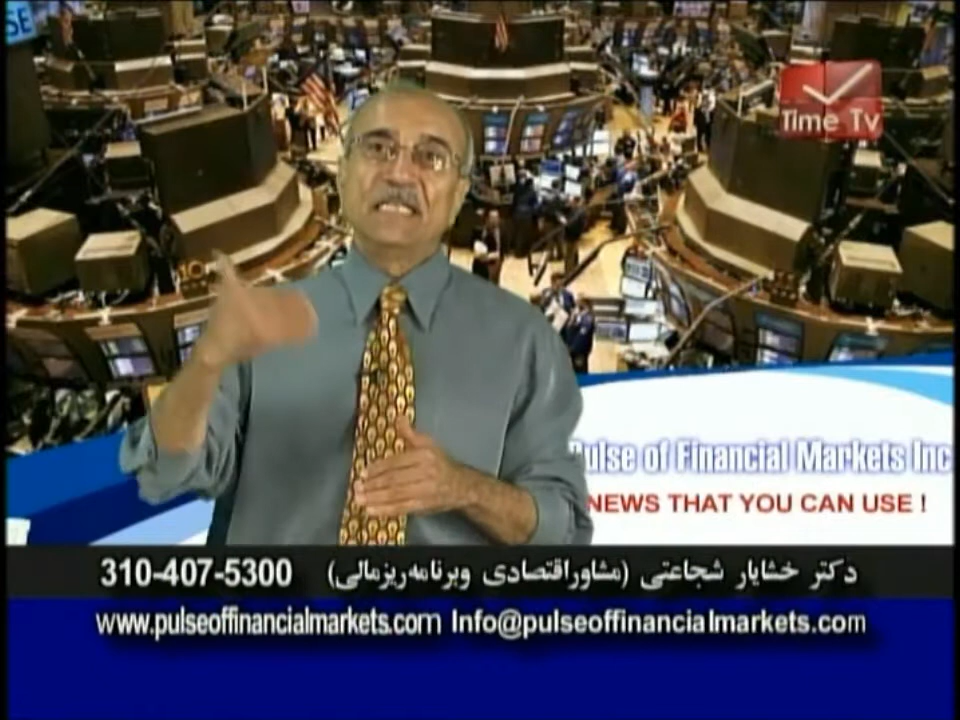 SE
Time Tv
Pulse of Financial Markets Inc
NEWS THAT YOU CAN USE !
310-407-5300 دکتر خشایار شجاعتی (مشاوراقتصادی وبرنامه‌ریزمالی)
www.pulseoffinancialmarkets.com Info@pulseoffinancialmarkets.com